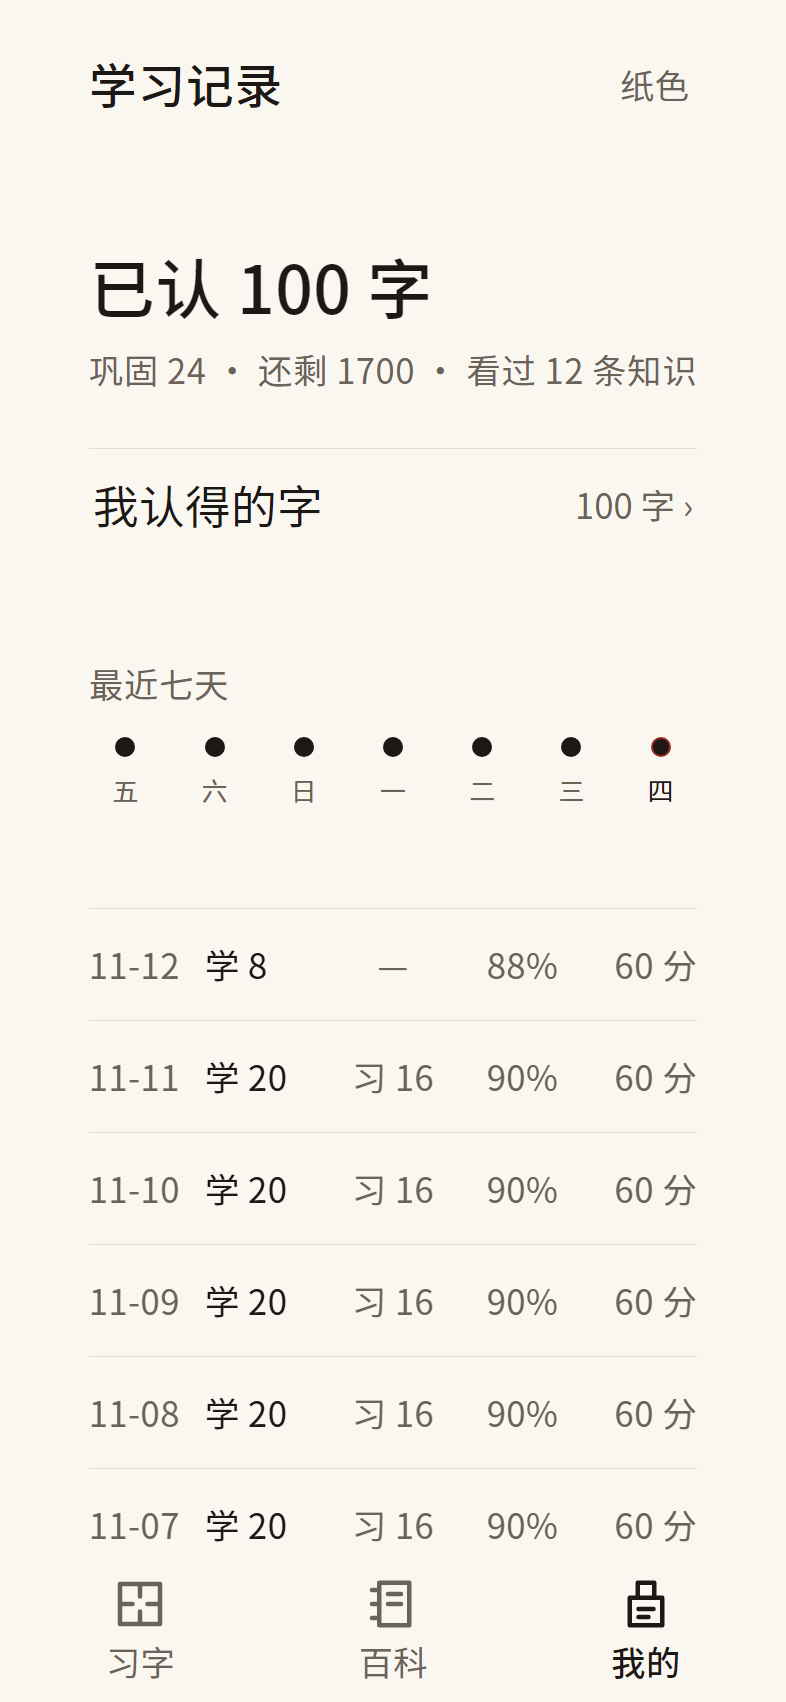 学习记录 纸色
已认 100 字
巩固 24 · 还剩 1700 · 看过 12 条知识
我认得的字 100 字 ›
最近七天
五 六 日 一 二 三 四
11-12 学 8 — 88% 60 分
11-11 学 20 习 16 90% 60 分
11-10 学 20 习 16 90% 60 分
11-09 学 20 习 16 90% 60 分
11-08 学 20 习 16 90% 60 分
11-07 学 20 习 16 90% 60 分
习字 百科 我的